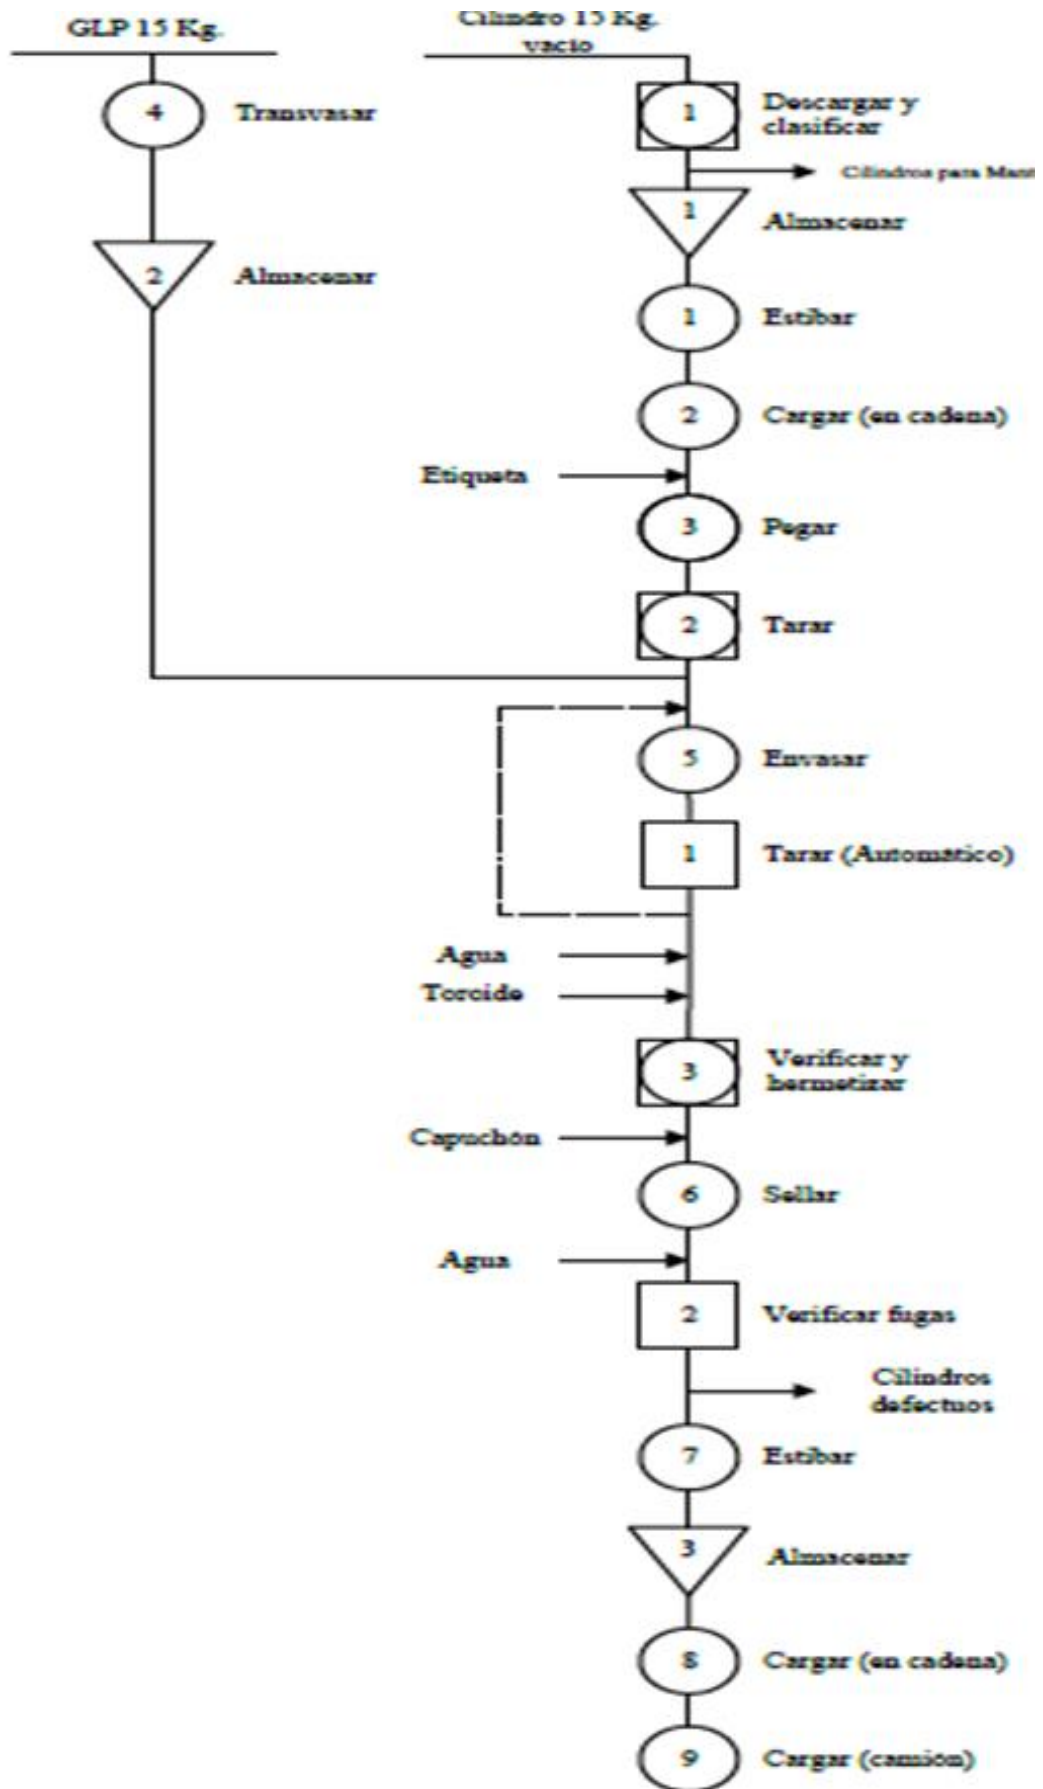 GLP 15 Kg.
Cilindro 15 Kg.
vacio
4
Transvasar
1
Descargar y
clasificar
Cilindros para Mant
1
Almacenar
2
Almacenar
1
Estibar
2
Cargar (en cadena)
Etiqueta
3
Pegar
2
Tarar
5
Envasar
1
Tarar (Automático)
Agua
Toroide
3
Verificar y
hermetizar
Capuchón
6
Sellar
Agua
2
Verificar fugas
Cilindros
defectuos
7
Estibar
3
Almacenar
8
Cargar (en cadena)
9
Cargar (camión)